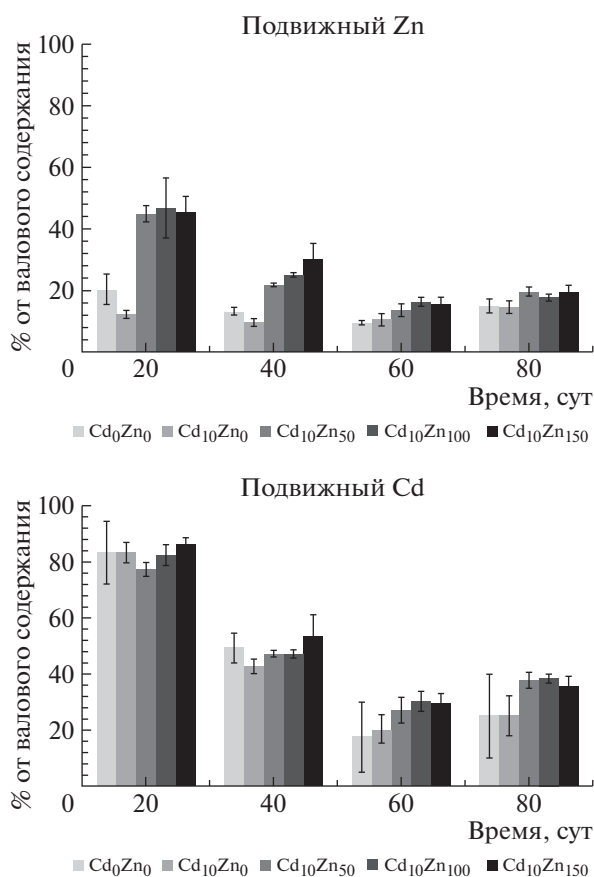 Подвижный Zn
% от валового содержания
100
80
60
40
20
0
20 40 60 80
Время, сут
Cd0Zn0 Cd10Zn0 Cd10Zn50 Cd10Zn100 Cd10Zn150
Подвижный Cd
% от валового содержания
100
80
60
40
20
0
20 40 60 80
Время, сут
Cd0Zn0 Cd10Zn0 Cd10Zn50 Cd10Zn100 Cd10Zn150